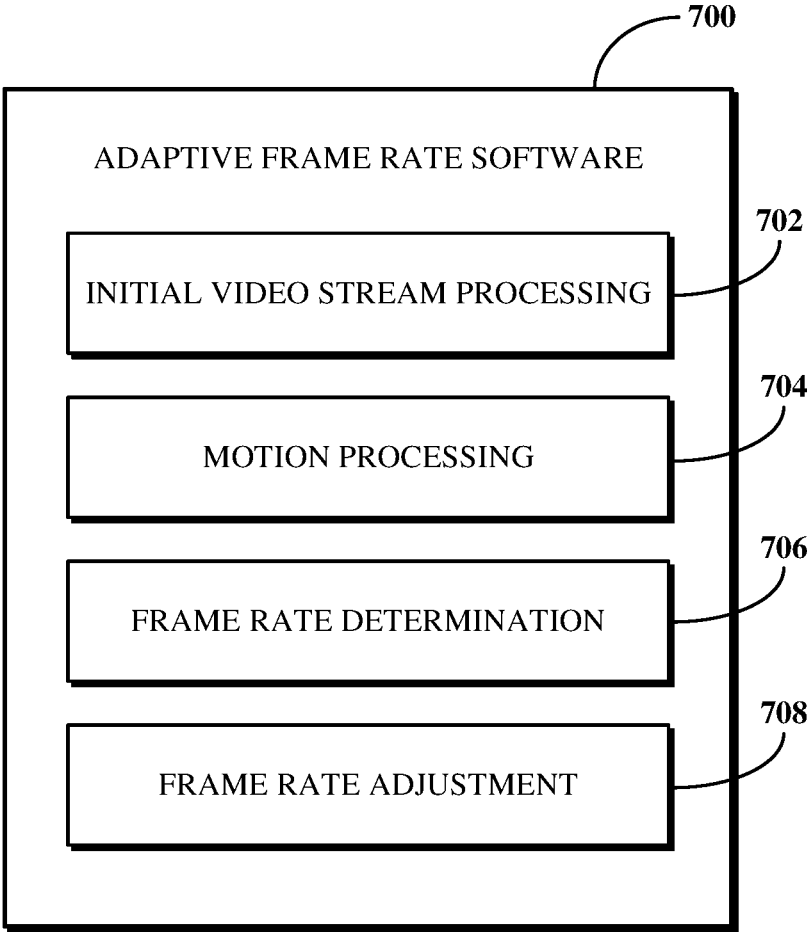 700
ADAPTIVE FRAME RATE SOFTWARE
702
INITIAL VIDEO STREAM PROCESSING
704
MOTION PROCESSING
706
FRAME RATE DETERMINATION
708
FRAME RATE ADJUSTMENT